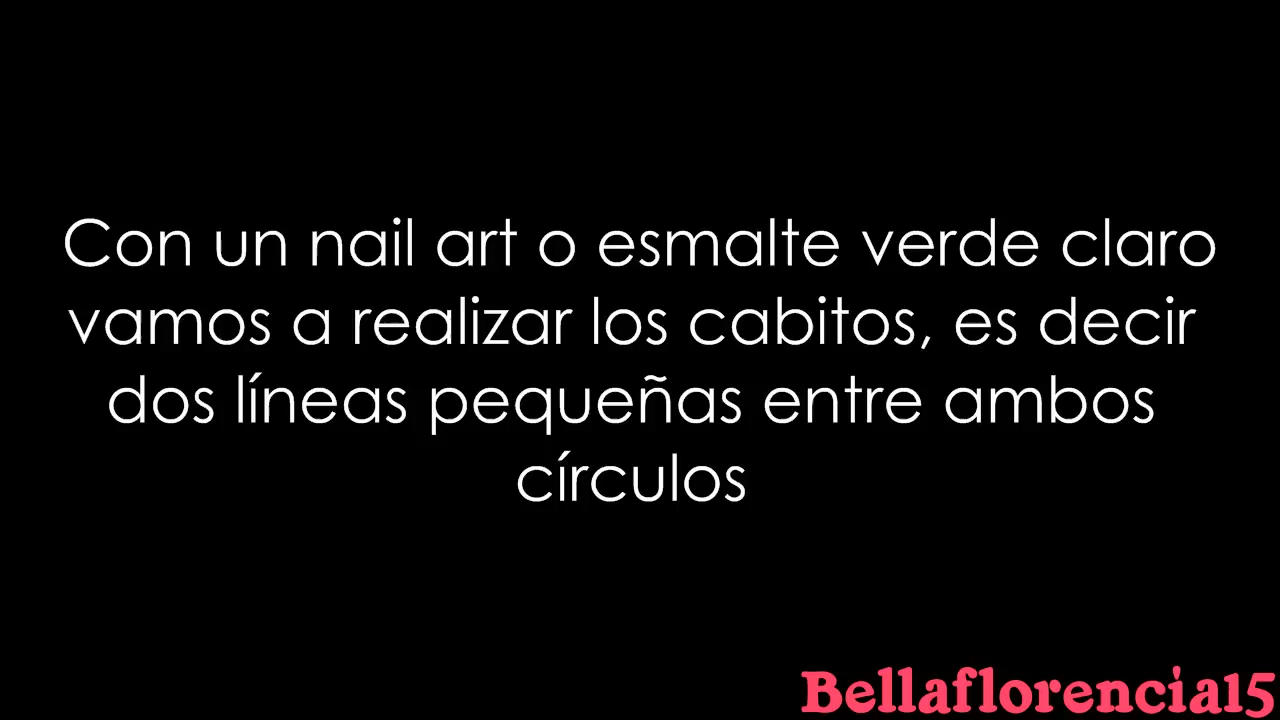 Con un nail art o esmalte verde claro
vamos a realizar los cabitos, es decir
dos líneas pequeñas entre ambos
círculos
Bellaflorencia15